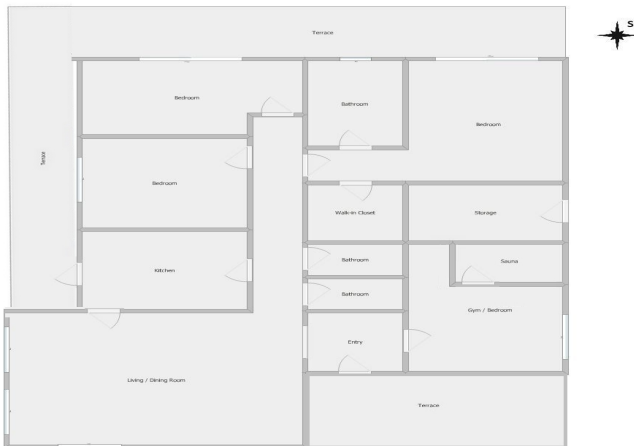 Terrace
S
Bedroom
Bathroom
Bedroom
Terrace
Bedroom
Walk-in Closet
Storage
Kitchen
Bathroom
Sauna
Bathroom
Gym / Bedroom
Entry
Living / Dining Room
Terrace